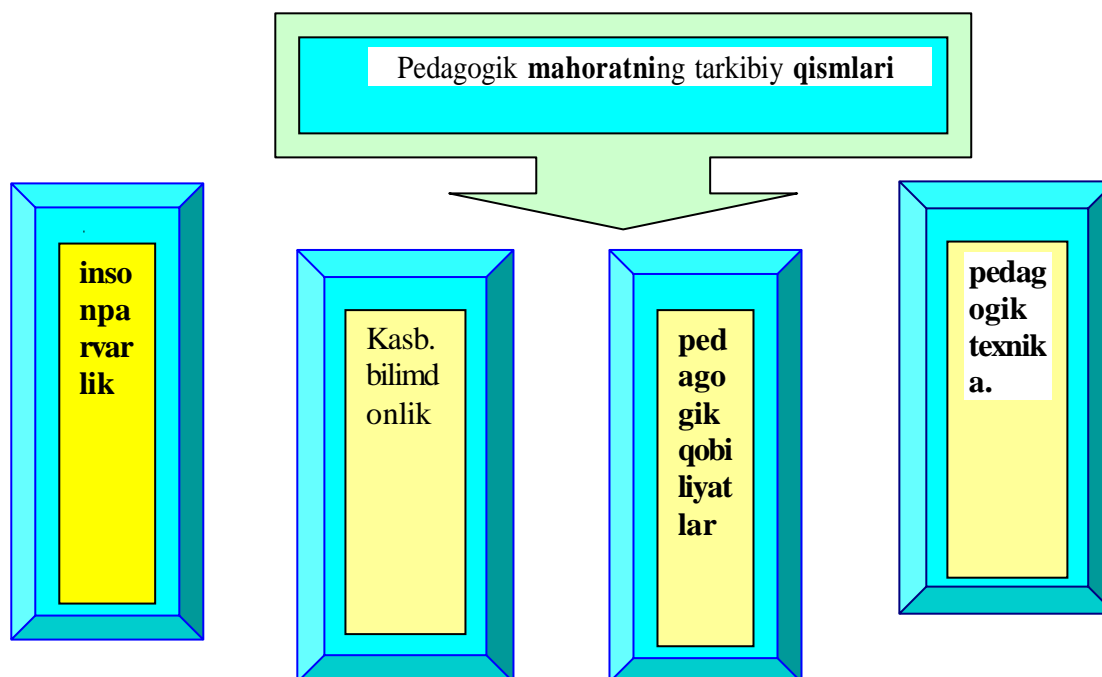 Pedagogik mahoratning tarkibiy qismlari
inso
npa
rvar
lik
Kasb.
bilimd
onlik
ped
ago
gik
qobi
liyat
lar
pedag
ogik
texnik
a.